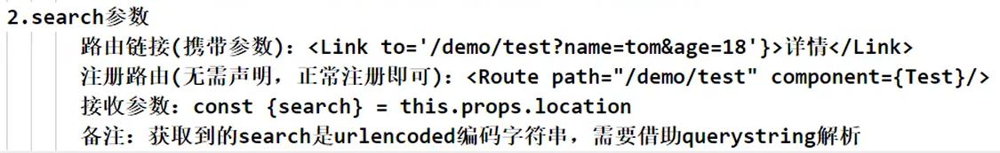 2.search参数
路由链接(携带参数)：<Link to='/demo/test?name=tom&age=18'}>详情</Link>
注册路由(无需声明，正常注册即可)：<Route path="/demo/test" component={Test}/>
接收参数：const {search} = this.props.location
备注：获取到的search是urlencoded编码字符串，需要借助querystring解析